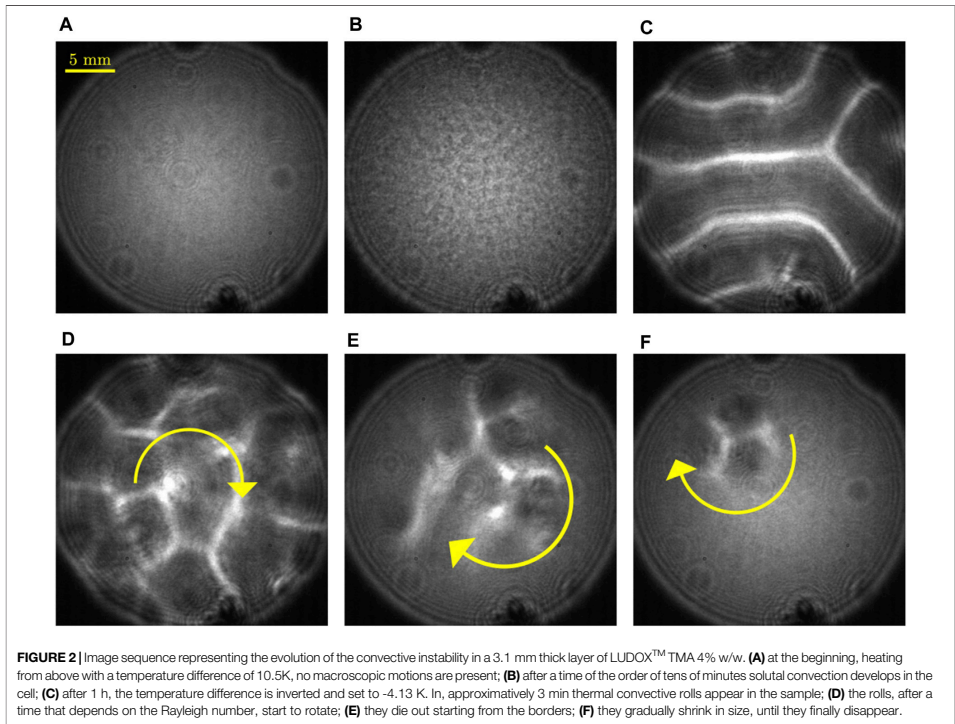 A
B
C
5 mm
D
E
F
FIGURE 2 | Image sequence representing the evolution of the convective instability in a 3.1 mm thick layer of LUDOX™ TMA 4% w/w. (A) at the beginning, heating
from above with a temperature difference of 10.5K, no macroscopic motions are present; (B) after a time of the order of tens of minutes solutal convection develops in the
cell; (C) after 1 h, the temperature difference is inverted and set to -4.13 K. In, approximatively 3 min thermal convective rolls appear in the sample; (D) the rolls, after a
time that depends on the Rayleigh number, start to rotate; (E) they die out starting from the borders; (F) they gradually shrink in size, until they finally disappear.